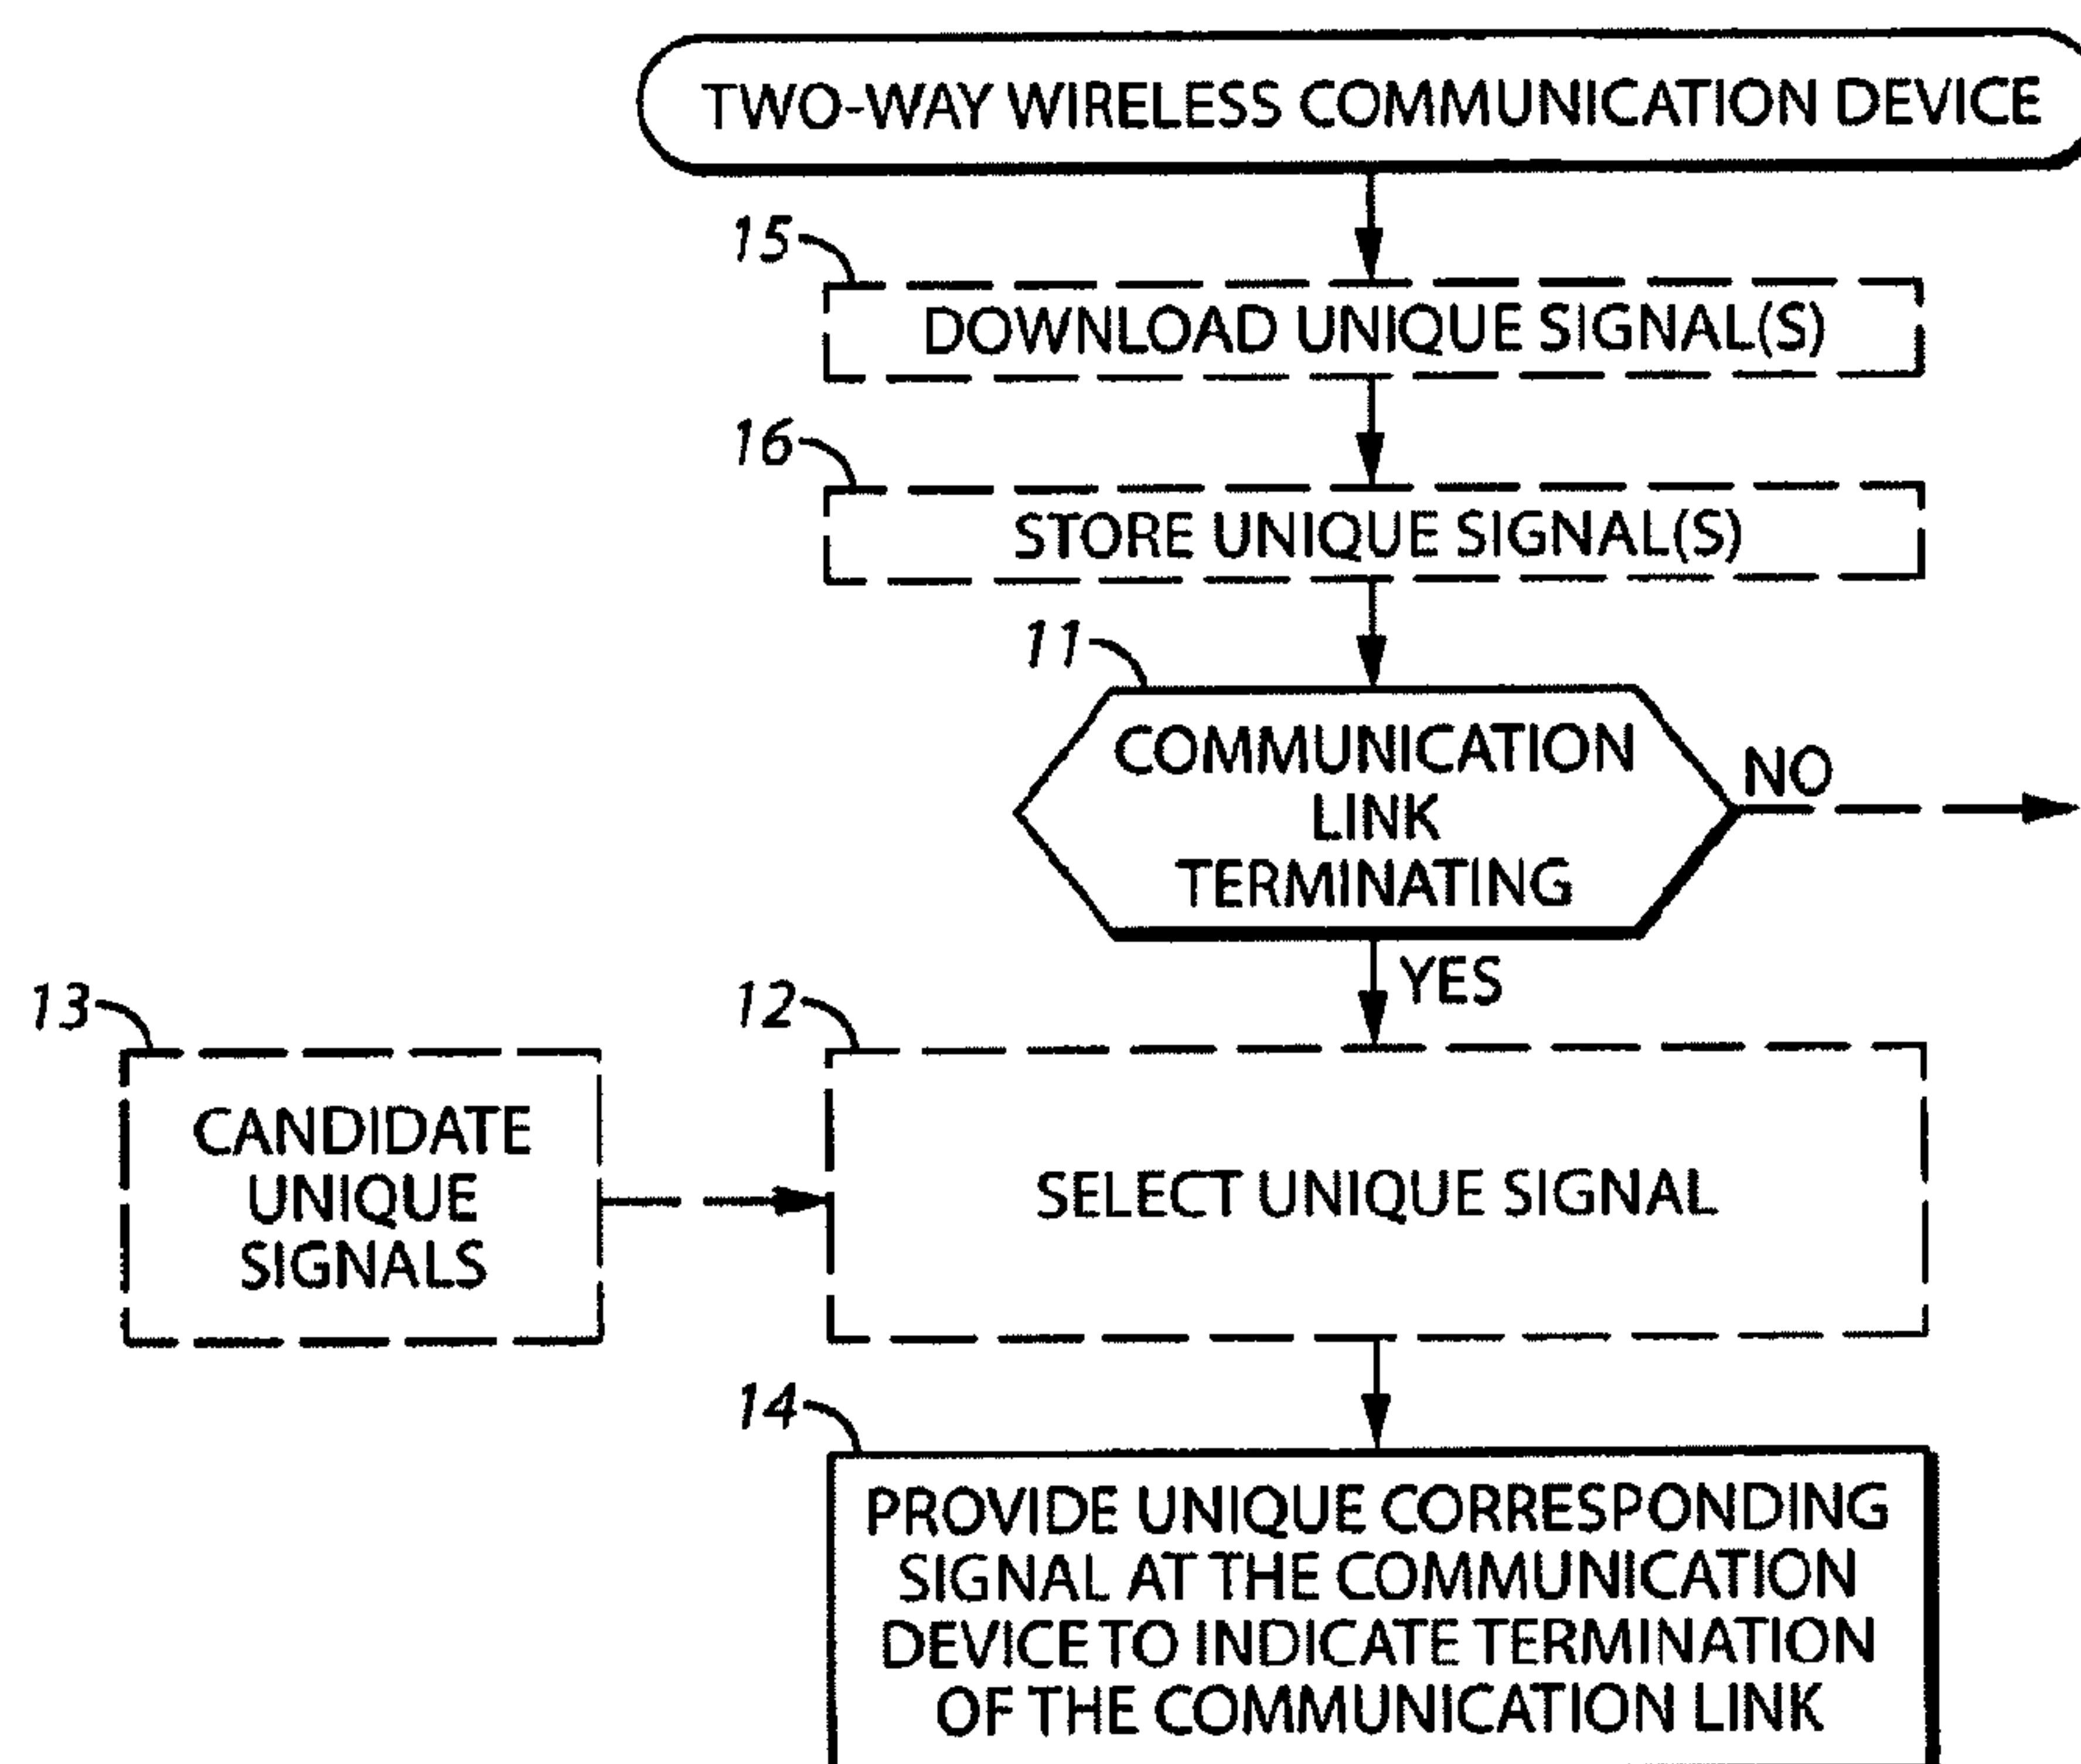 TWO-WAY WIRELESS COMMUNICATION DEVICE
15
DOWNLOAD UNIQUE SIGNAL(S)
16
STORE UNIQUE SIGNAL(S)
11
COMMUNICATION
LINK
TERMINATING
NO
YES
13
CANDIDATE
UNIQUE
SIGNALS
12
SELECT UNIQUE SIGNAL
14
PROVIDE UNIQUE CORRESPONDING
SIGNAL AT THE COMMUNICATION
DEVICE TO INDICATE TERMINATION
OF THE COMMUNICATION LINK